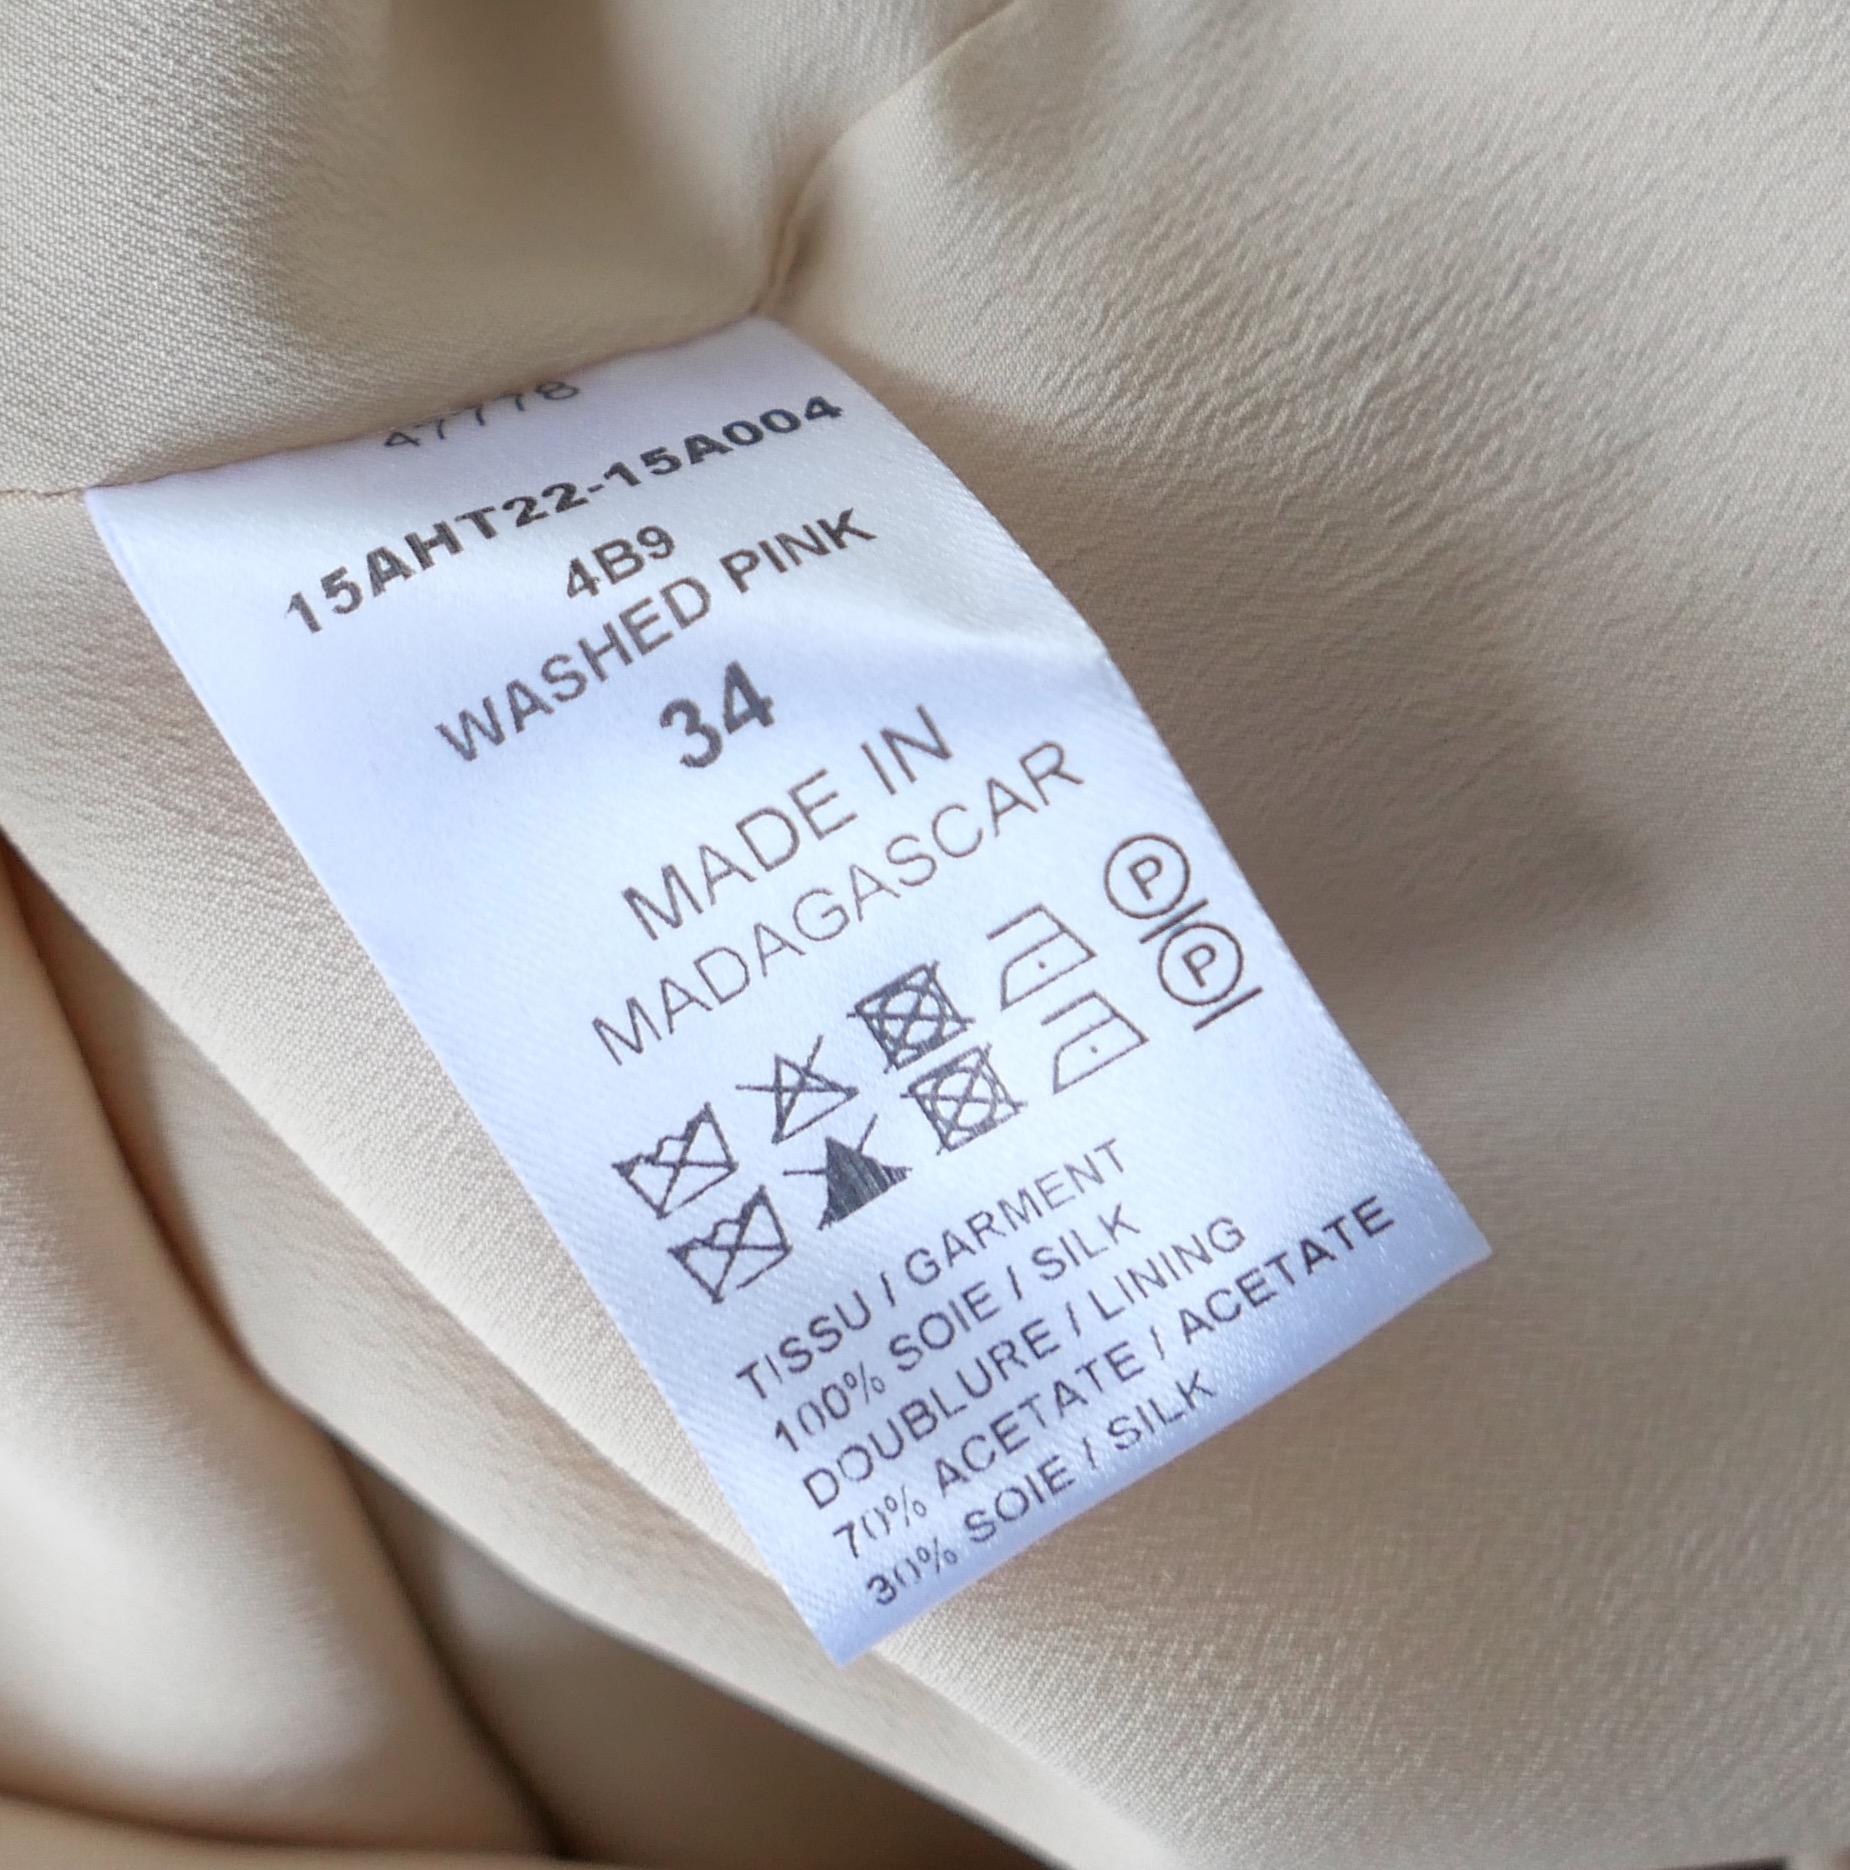 47778
15AHT22-15A004
4B9
WASHED PINK
34
MADE IN
MADAGASCAR
P
P
TISSU / GARMENT
100% SOIE / SILK
DOUBLURE / LINING
70% ACETATE / ACETATE
30% SOIE / SILK